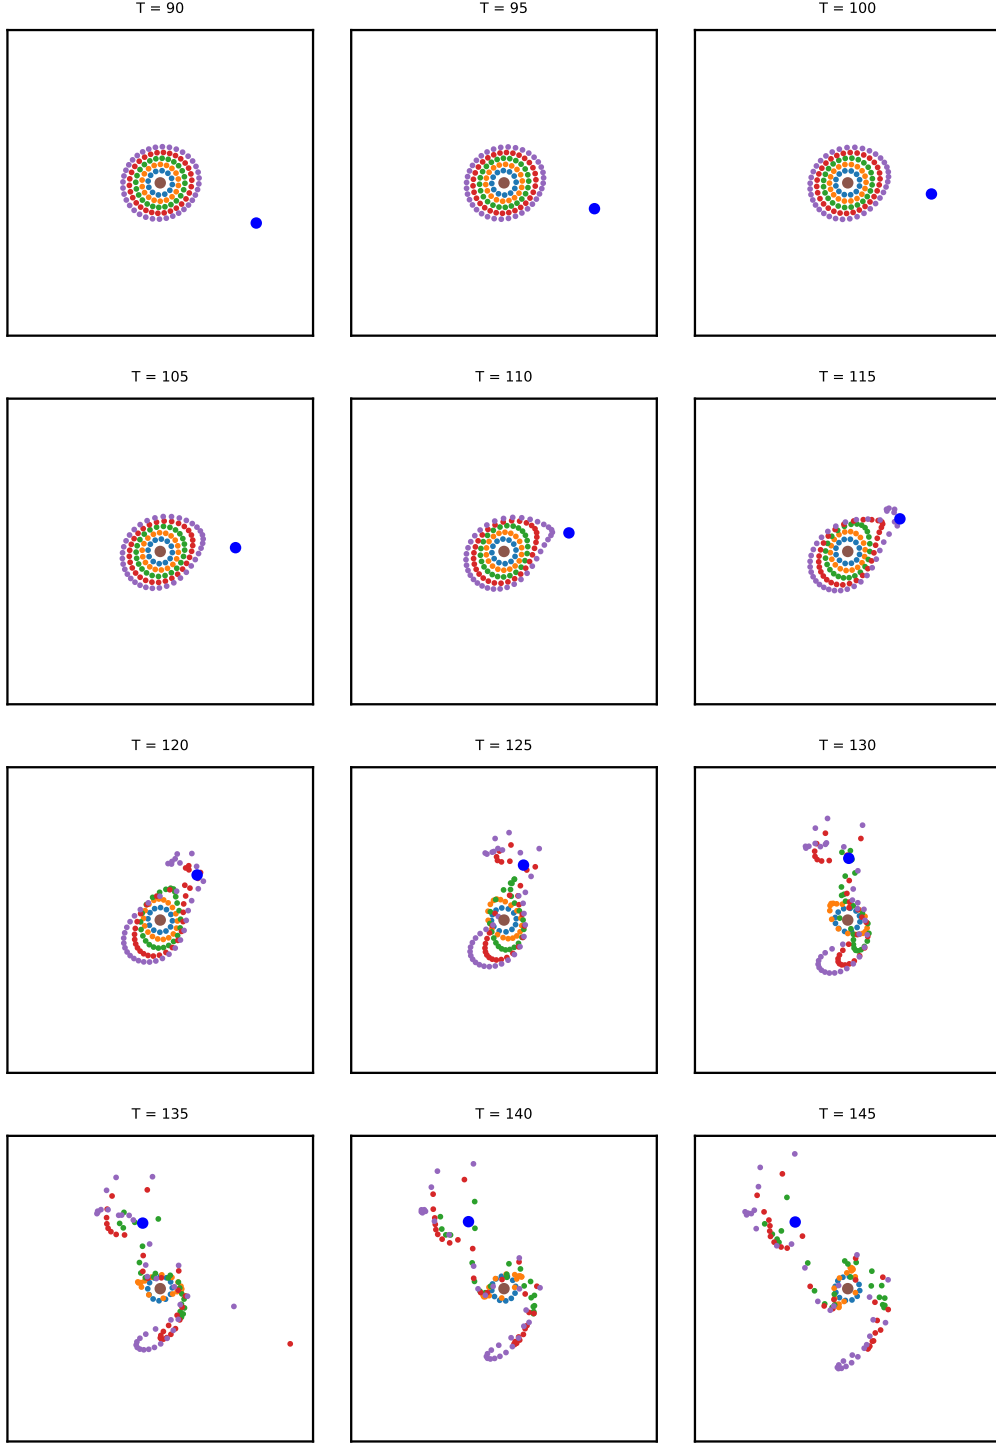 T = 90
T = 95
T = 100
T = 105
T = 110
T = 115
T = 120
T = 125
T = 130
T = 135
T = 140
T = 145